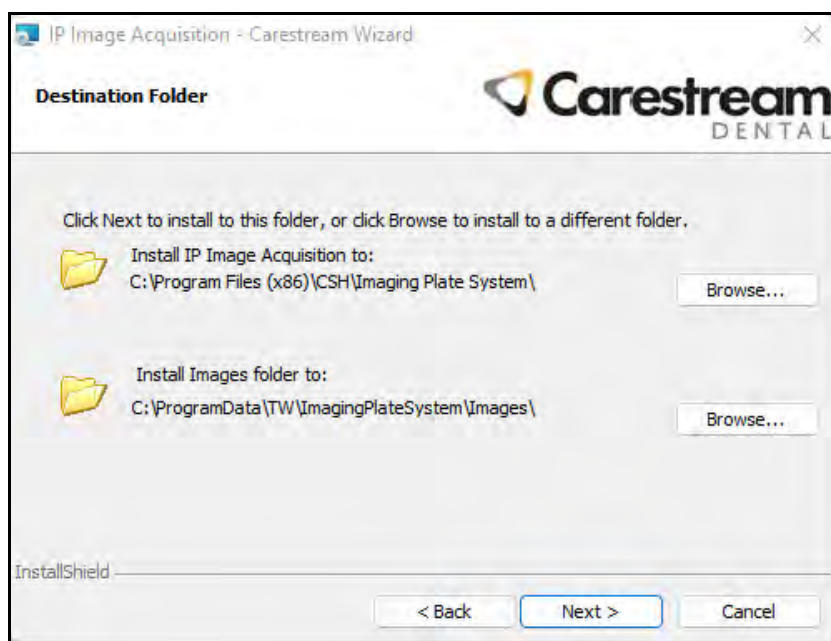 IP Image Acquisition - Carestream Wizard
Destination Folder
Carestream
DENTAL
Click Next to install to this folder, or click Browse to install to a different folder.
Install IP Image Acquisition to:
C:\Program Files (x86)\CSH\Imaging Plate System\
Browse...
Install Images folder to:
C:\ProgramData\TW\ImagingPlateSystem\Images\
Browse...
InstallShield
< Back
Next >
Cancel